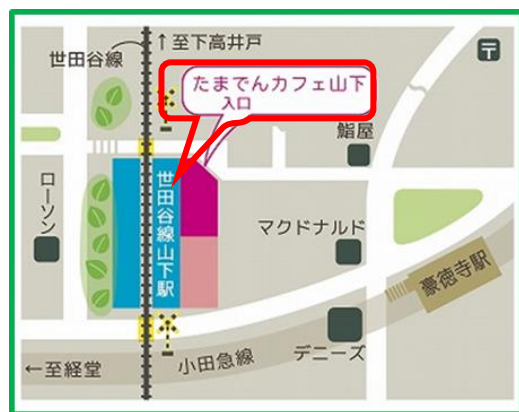 世田谷線
↑至下高井戸
〒
たまでんカフェ山下
入口
鮨屋
ローソン
世田谷線山下駅
マクドナルド
豪徳寺駅
デニーズ
小田急線
←至経堂